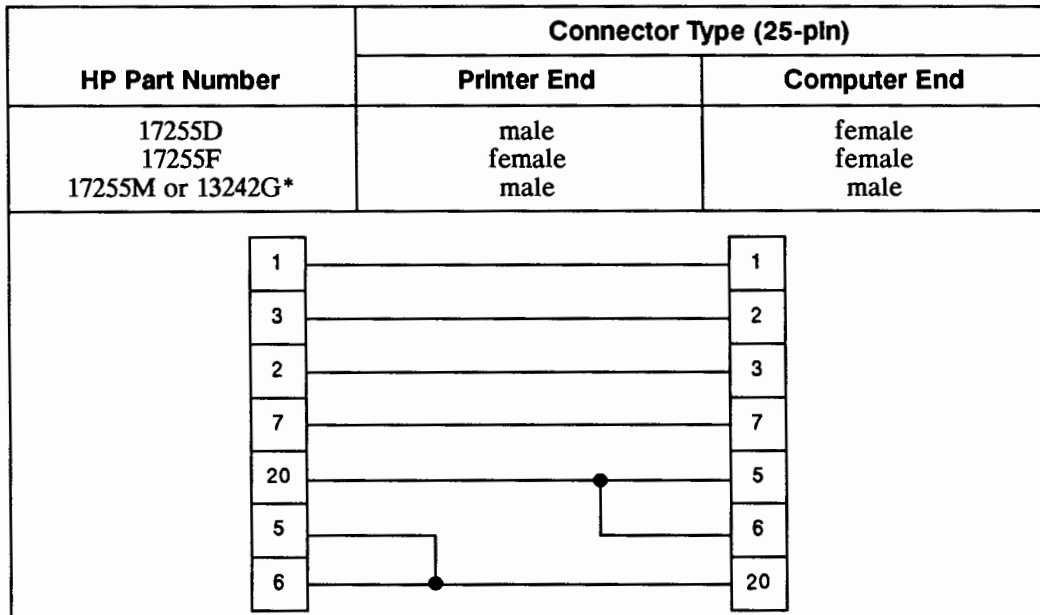 Connector Type (25-pin)
HP Part Number Printer End Computer End
17255D male female
17255F female female
17255M or 13242G* male male
1 1
3 2
2 3
7 7
20 5
5 6
6 20